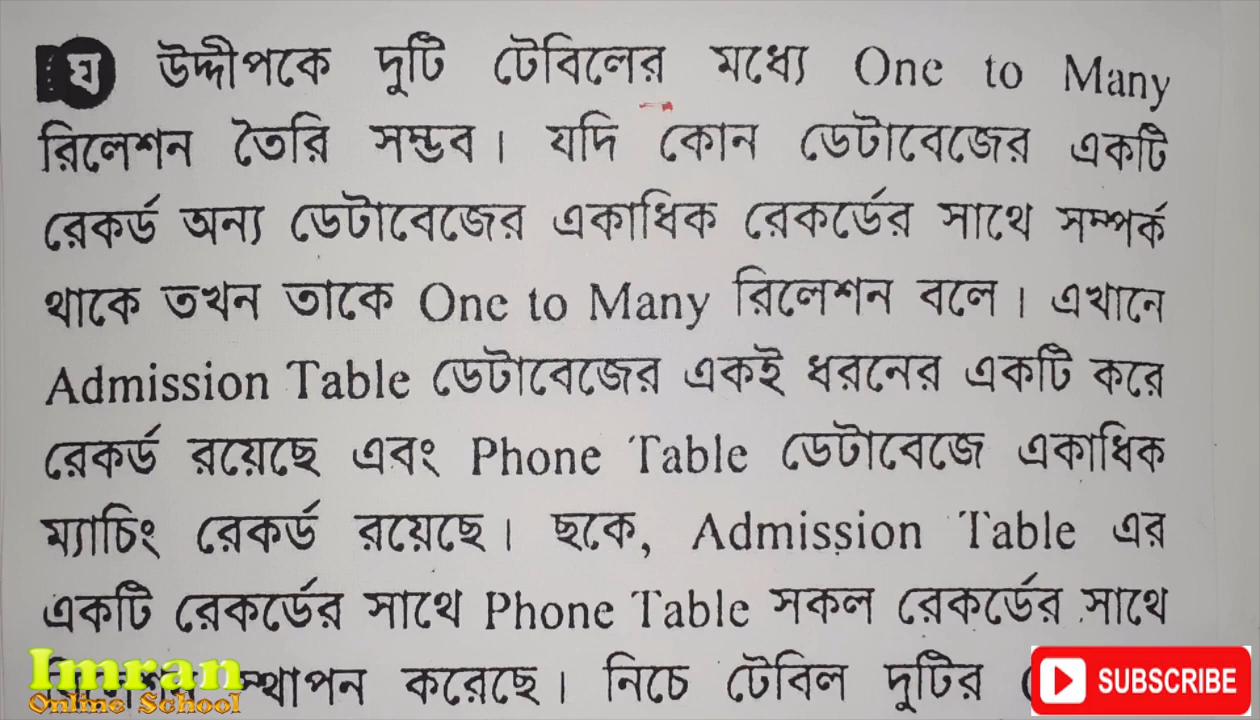 ঘ উদ্দীপকে দুটি টেবিলের মধ্যে One to Many
রিলেশন তৈরি সম্ভব। যদি কোন ডেটাবেজের একটি
রেকর্ড অন্য ডেটাবেজের একাধিক রেকর্ডের সাথে সম্পর্ক
থাকে তখন তাকে One to Many রিলেশন বলে। এখানে
Admission Table ডেটাবেজের একই ধরনের একটি করে
রেকর্ড রয়েছে এবং Phone Table ডেটাবেজে একাধিক
ম্যাচিং রেকর্ড রয়েছে। ছকে, Admission Table এর
একটি রেকর্ডের সাথে Phone Table সকল রেকর্ডের সাথে
স্থাপন করেছে। নিচে টেবিল দুটির
Imran
Online School
SUBSCRIBE